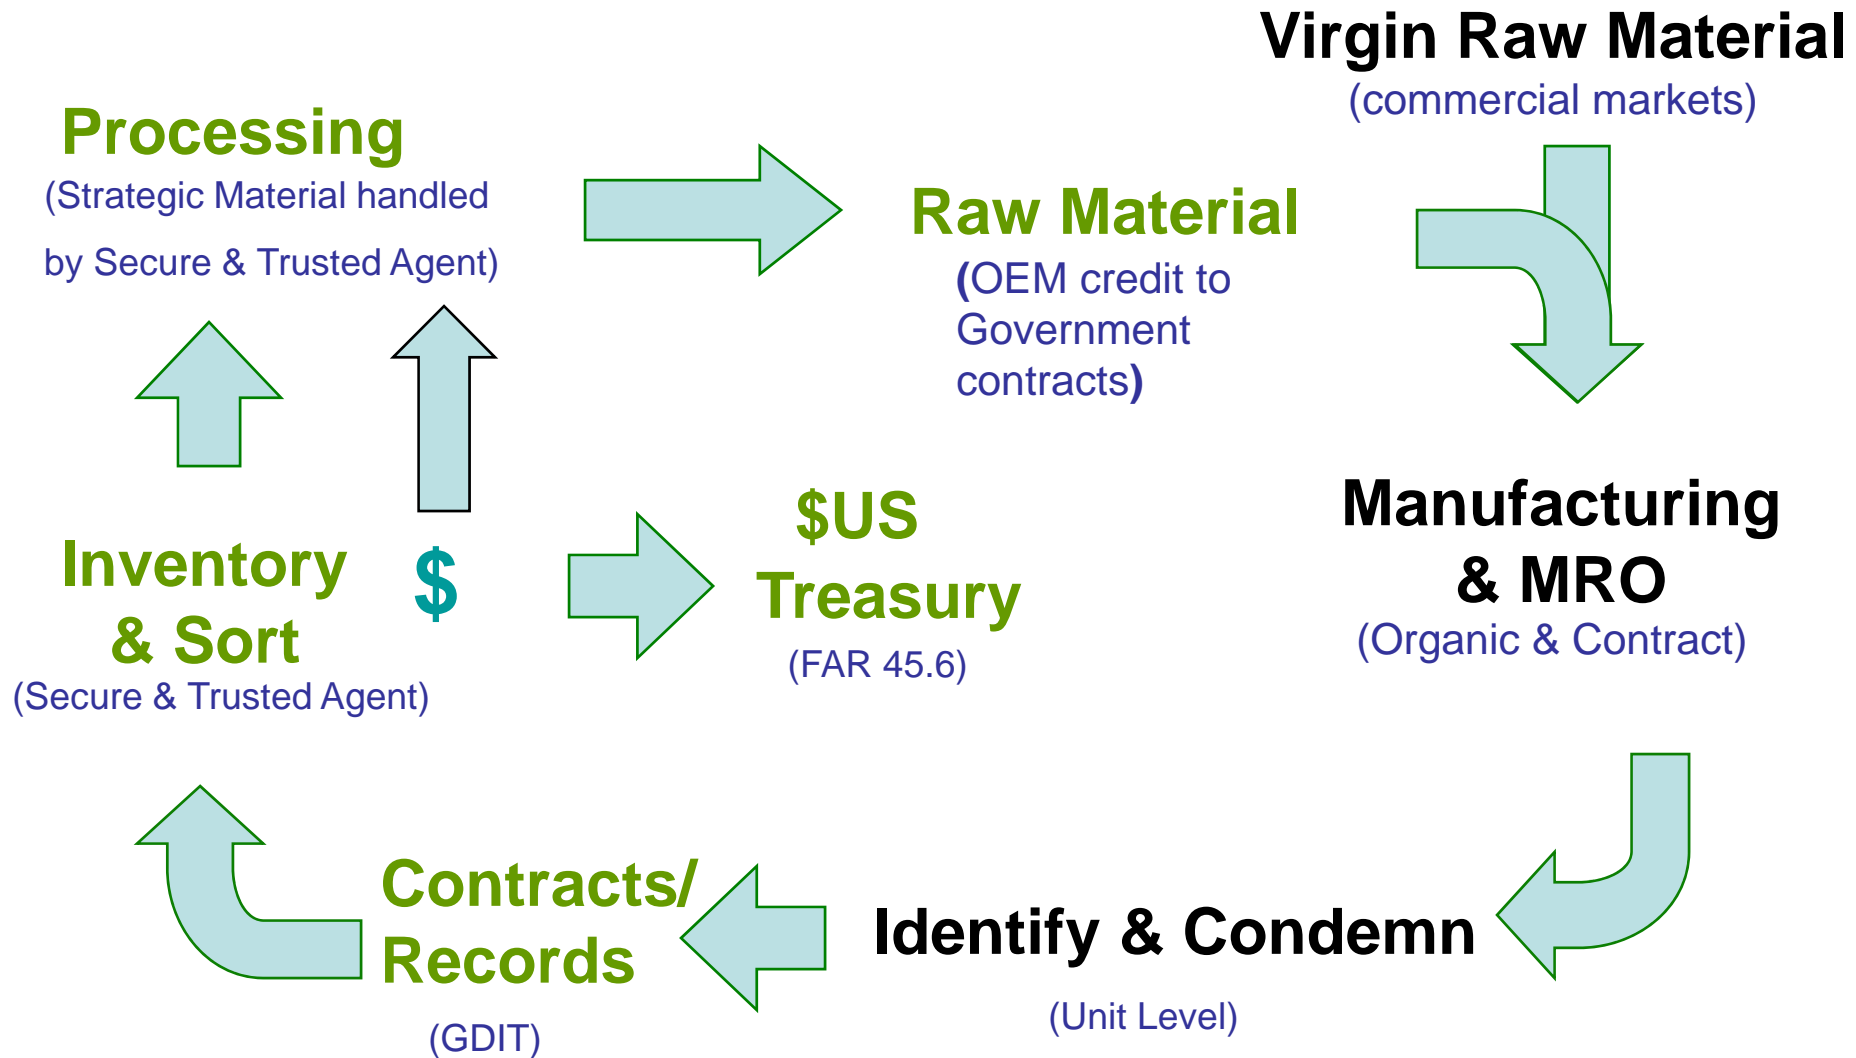 Virgin Raw Material
(commercial markets)
Processing
(Strategic Material handled
by Secure & Trusted Agent)
Raw Material
(OEM credit to
Government
contracts)
Inventory
& Sort
(Secure & Trusted Agent)
$
$US
Treasury
(FAR 45.6)
Manufacturing
& MRO
(Organic & Contract)
Contracts/
Records
(GDIT)
Identify & Condemn
(Unit Level)